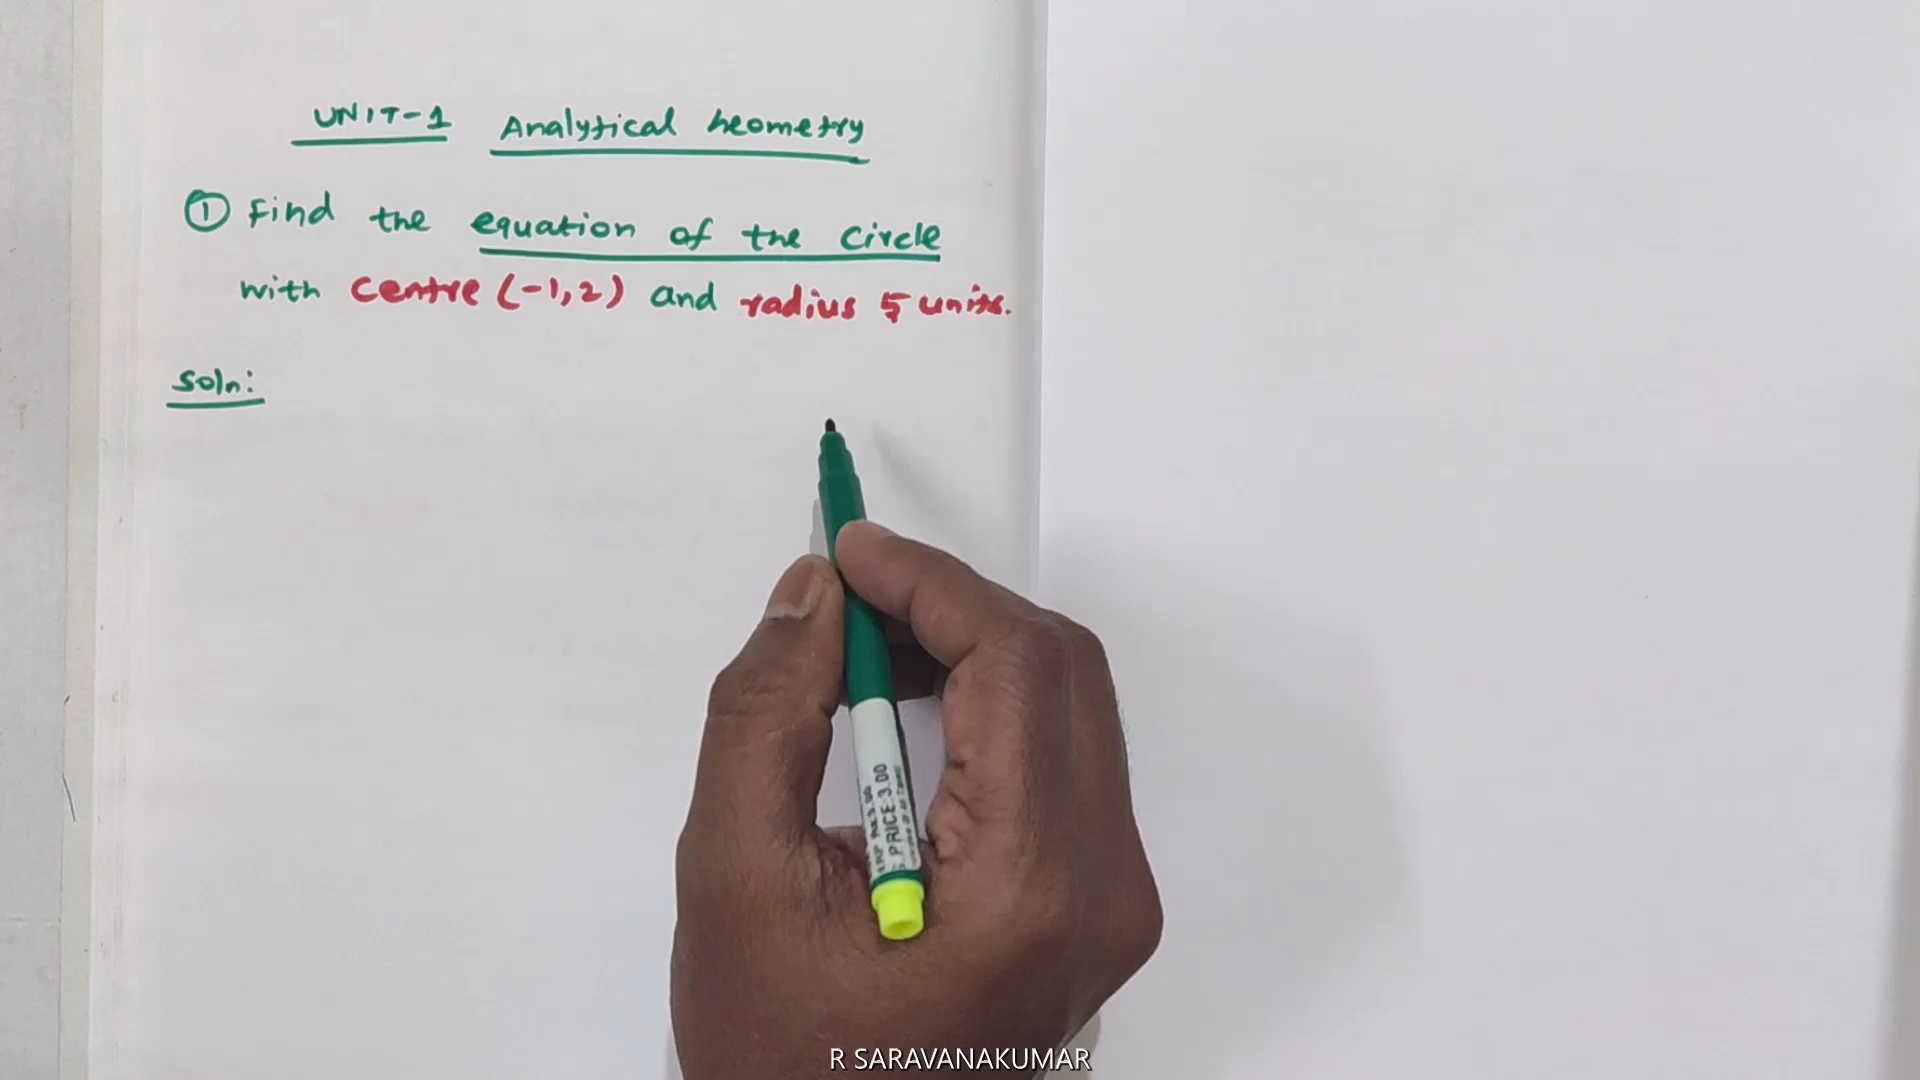 UNIT-1 Analytical Geometry
① Find the equation of the circle
with centre (-1,2) and radius 5 units.
Soln:
PRICE:3.00
R SARAVANAKUMAR